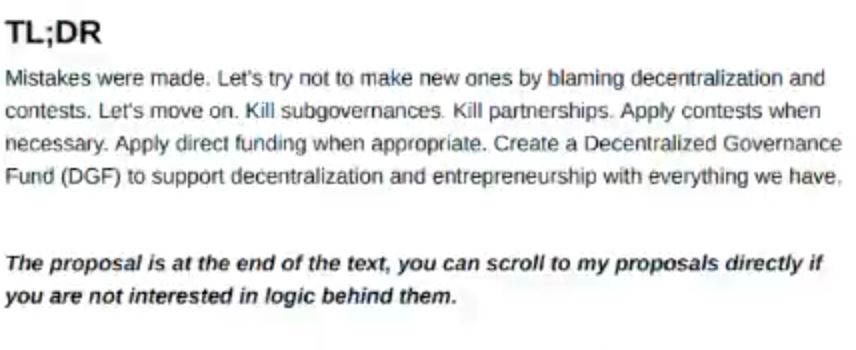 TL;DR
Mistakes were made. Let's try not to make new ones by blaming decentralization and
contests. Let's move on. Kill subgovernances. Kill partnerships. Apply contests when
necessary. Apply direct funding when appropriate. Create a Decentralized Governance
Fund (DGF) to support decentralization and entrepreneurship with everything we have.
The proposal is at the end of the text, you can scroll to my proposals directly if
you are not interested in logic behind them.